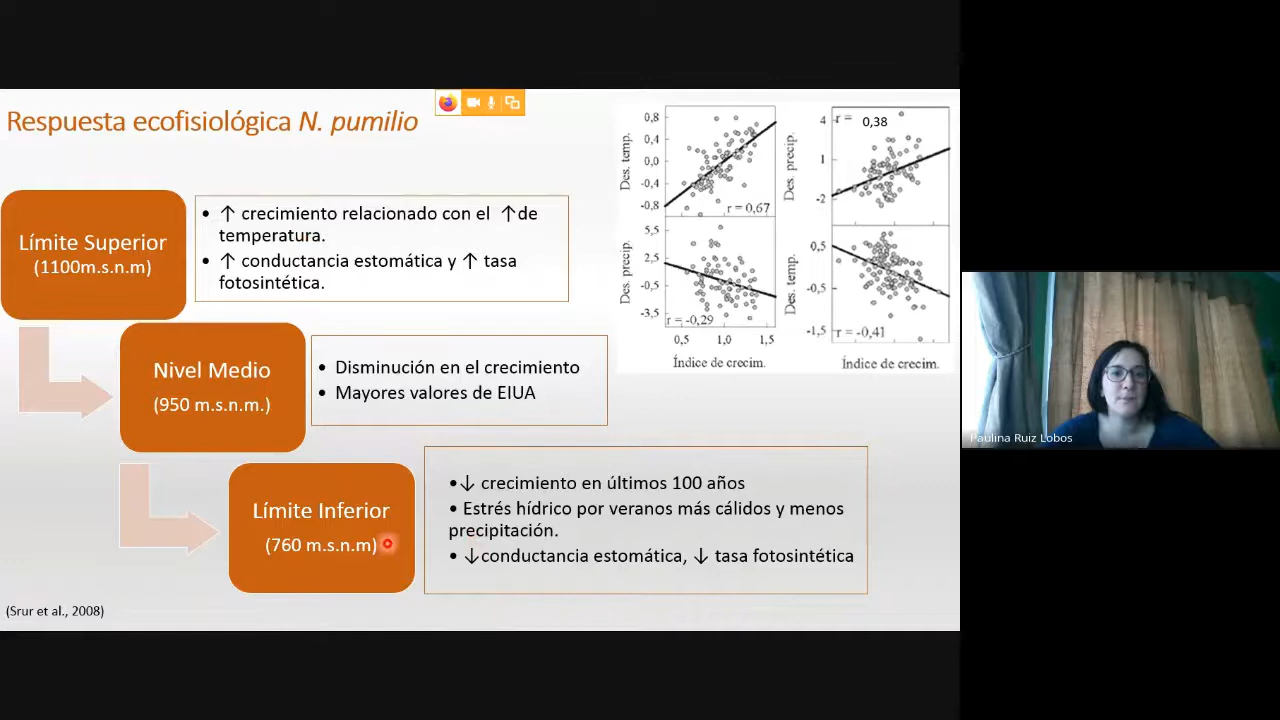 Respuesta ecofisiológica N. pumilio
Límite Superior
(1100m.s.n.m)
• ↑ crecimiento relacionado con el ↑de
temperatura.
• ↑ conductancia estomática y ↑ tasa
fotosintética.
Nivel Medio
(950 m.s.n.m.)
• Disminución en el crecimiento
• Mayores valores de EIUA
Límite Inferior
(760 m.s.n.m)
•↓ crecimiento en últimos 100 años
• Estrés hídrico por veranos más cálidos y menos
precipitación.
• ↓conductancia estomática, ↓ tasa fotosintética
(Srur et al., 2008)
Des. temp.
0,8
0,4
0,0
-0,4
-0,8
r = 0,67
Des. precip.
5,5
2,5
-0,5
-3,5
r = -0,29
0,5 1,0 1,5
Índice de crecim.
Des. precip.
4
1
-2
r = 0,38
Des. temp.
0,5
-0,5
-1,5
r = -0,41
Índice de crecim.
Paulina Ruiz Lobos